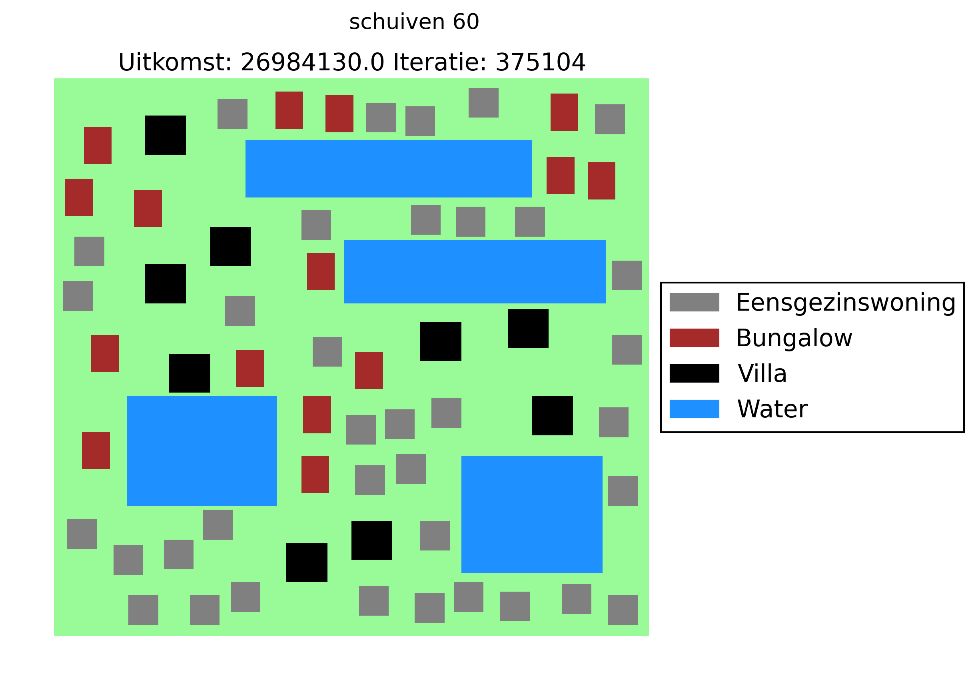 schuiven 60
Uitkomst: 26984130.0 Iteratie: 375104
Eensgezinswoning
Bungalow
Villa
Water